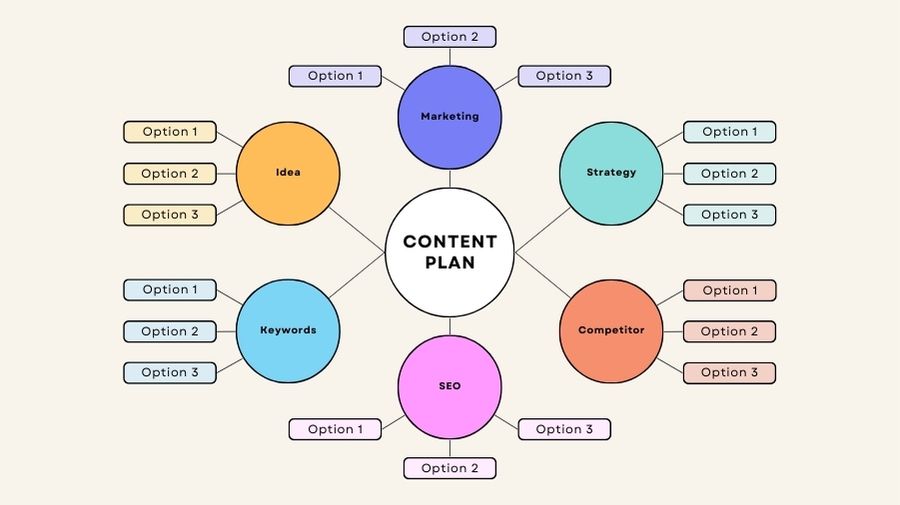 Option 2
Option 1
Option 3
Marketing
Option 1
Option 2
Option 3
Idea
Strategy
Option 1
Option 2
Option 3
CONTENT
PLAN
Option 1
Option 2
Option 3
Keywords
Competitor
Option 1
Option 2
Option 3
SEO
Option 1
Option 3
Option 2